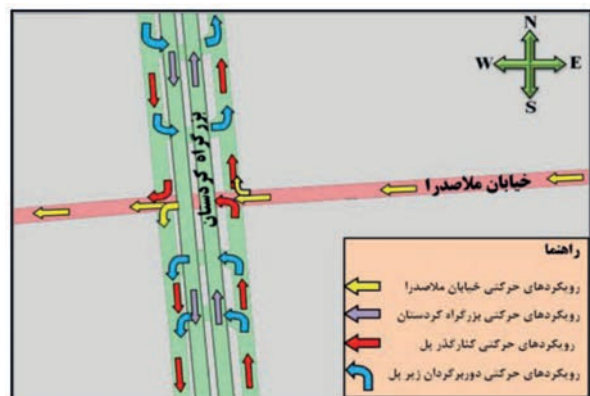 N
W E
S
بزرگراه کردستان
خیابان ملاصدرا
راهنما
رویکردهای حرکتی خیابان ملاصدرا
رویکردهای حرکتی بزرگراه کردستان
رویکردهای حرکتی کنارگذر پل
رویکردهای حرکتی دوربرگردان زیر پل